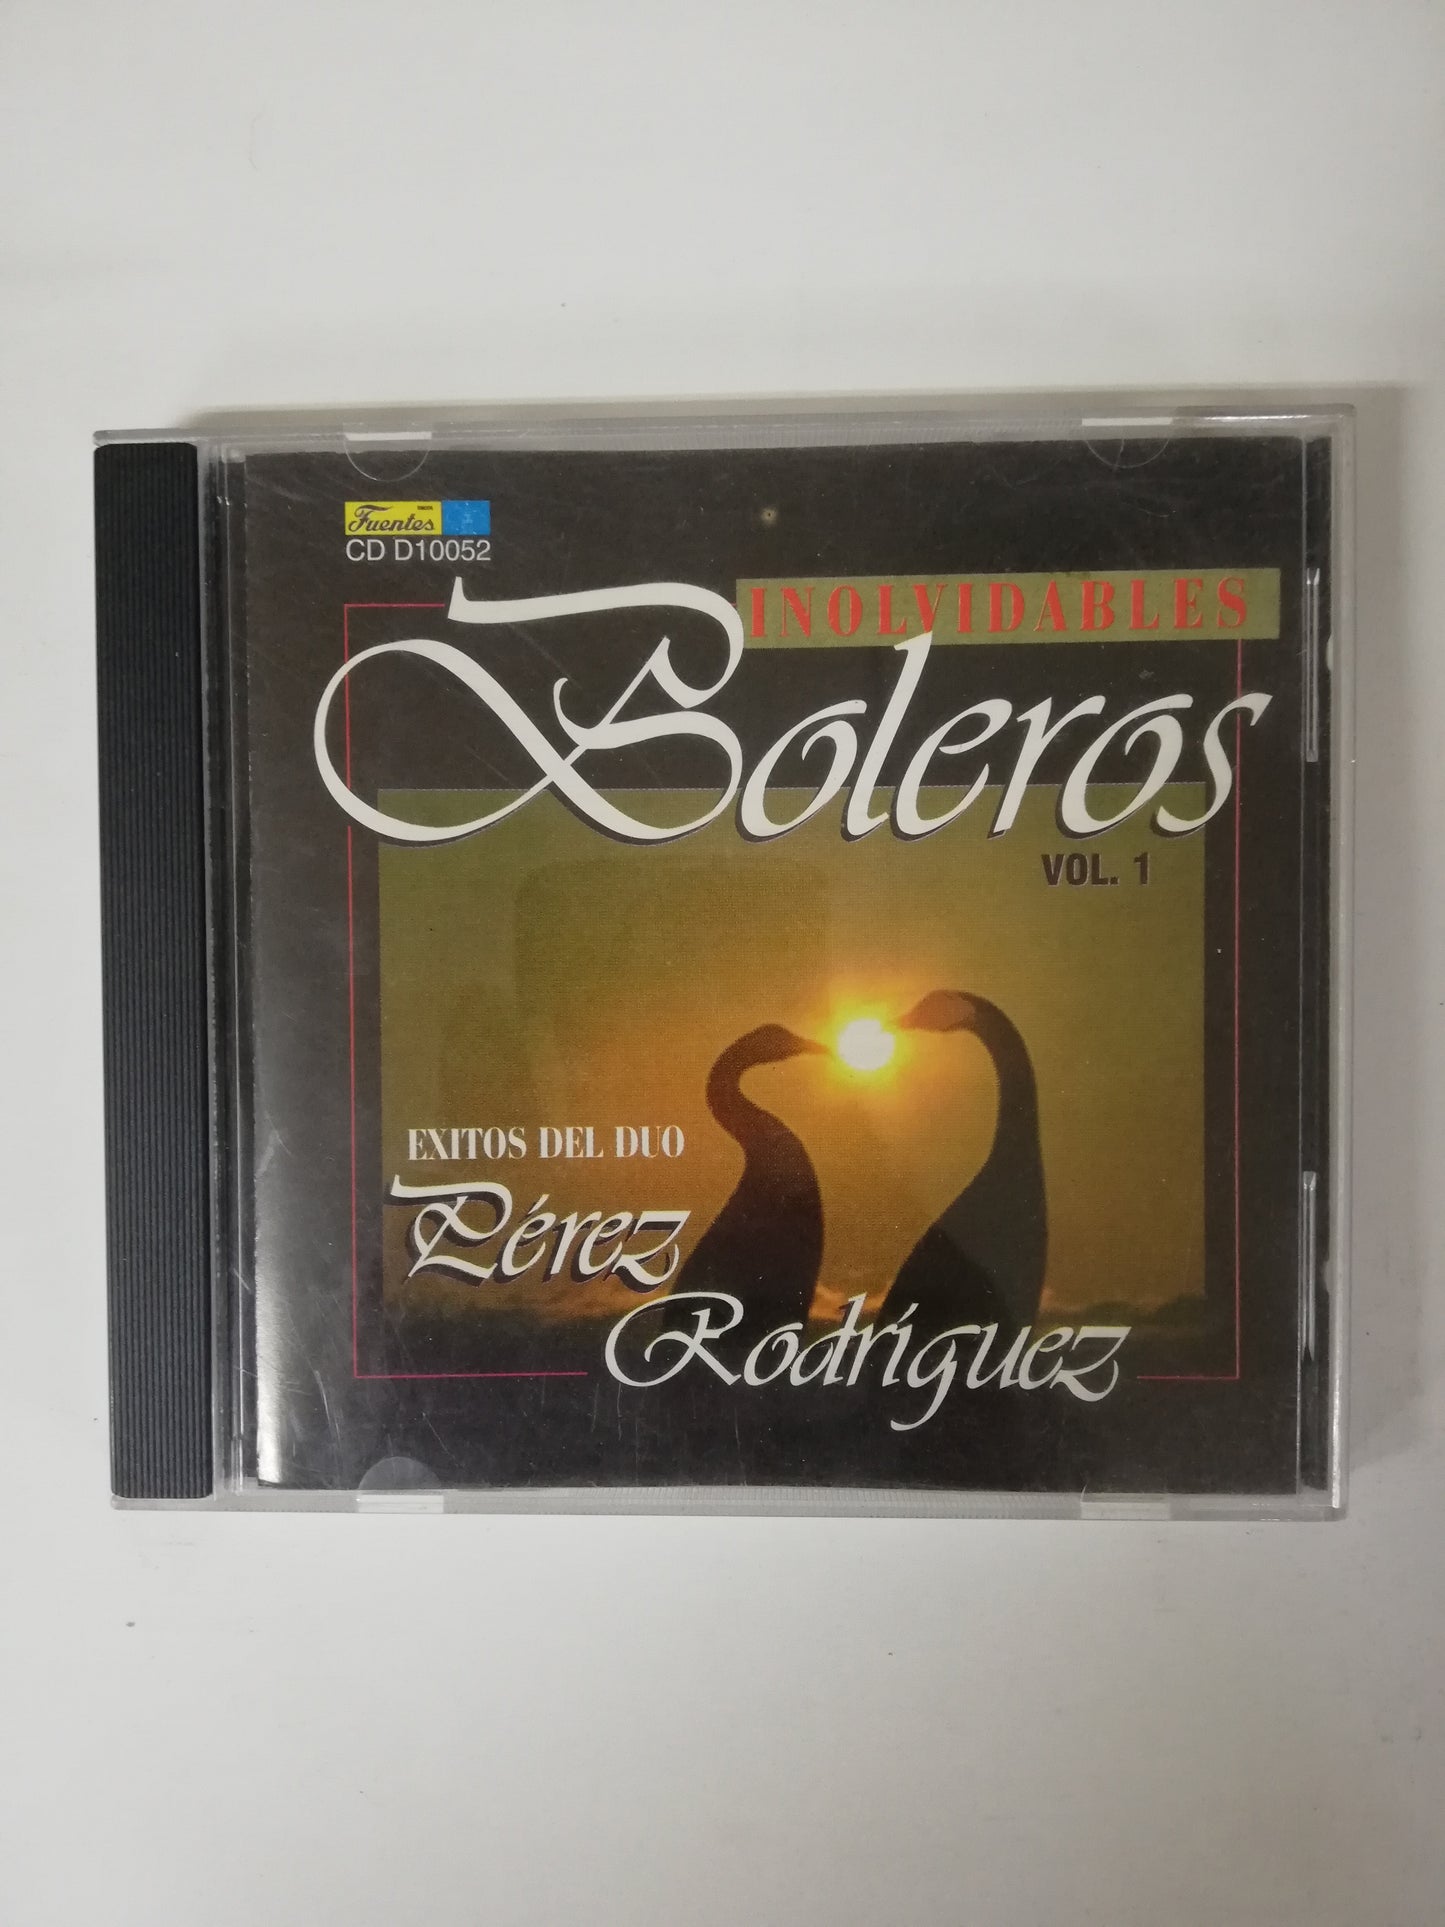 Fuentes
CD D10052
INOLVIDABLES
Boleros
VOL. 1
EXITOS DEL DUO
Pérez
Rodríguez